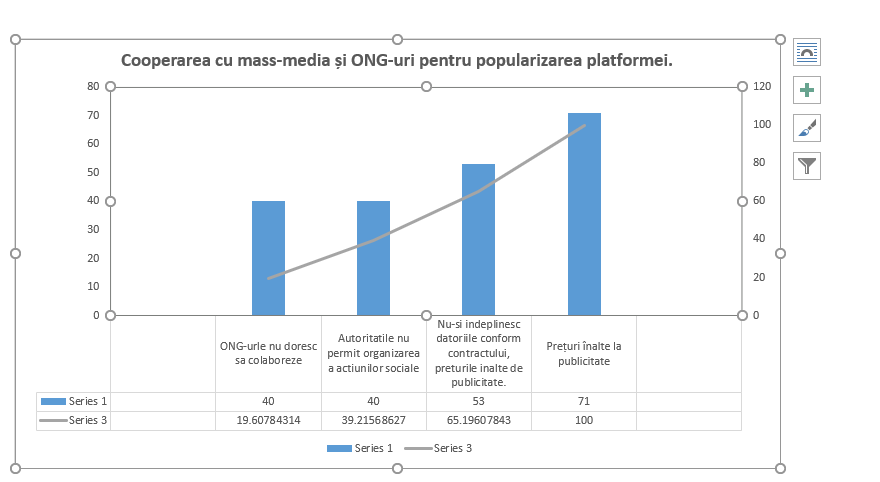 Cooperarea cu mass-media și ONG-uri pentru popularizarea platformei.
80
70
60
50
40
30
20
10
0
120
100
80
60
40
20
0
ONG-urle nu doresc
sa colaboreze
Autoritatile nu
permit organizarea
a actiunilor sociale
Nu-si indeplinesc
datoriile conform
contractului,
preturile inalte de
publicitate.
Prețuri înalte la
publicitate
Series 1 40 40 53 71
Series 3 19.60784314 39.21568627 65.19607843 100
Series 1 Series 3